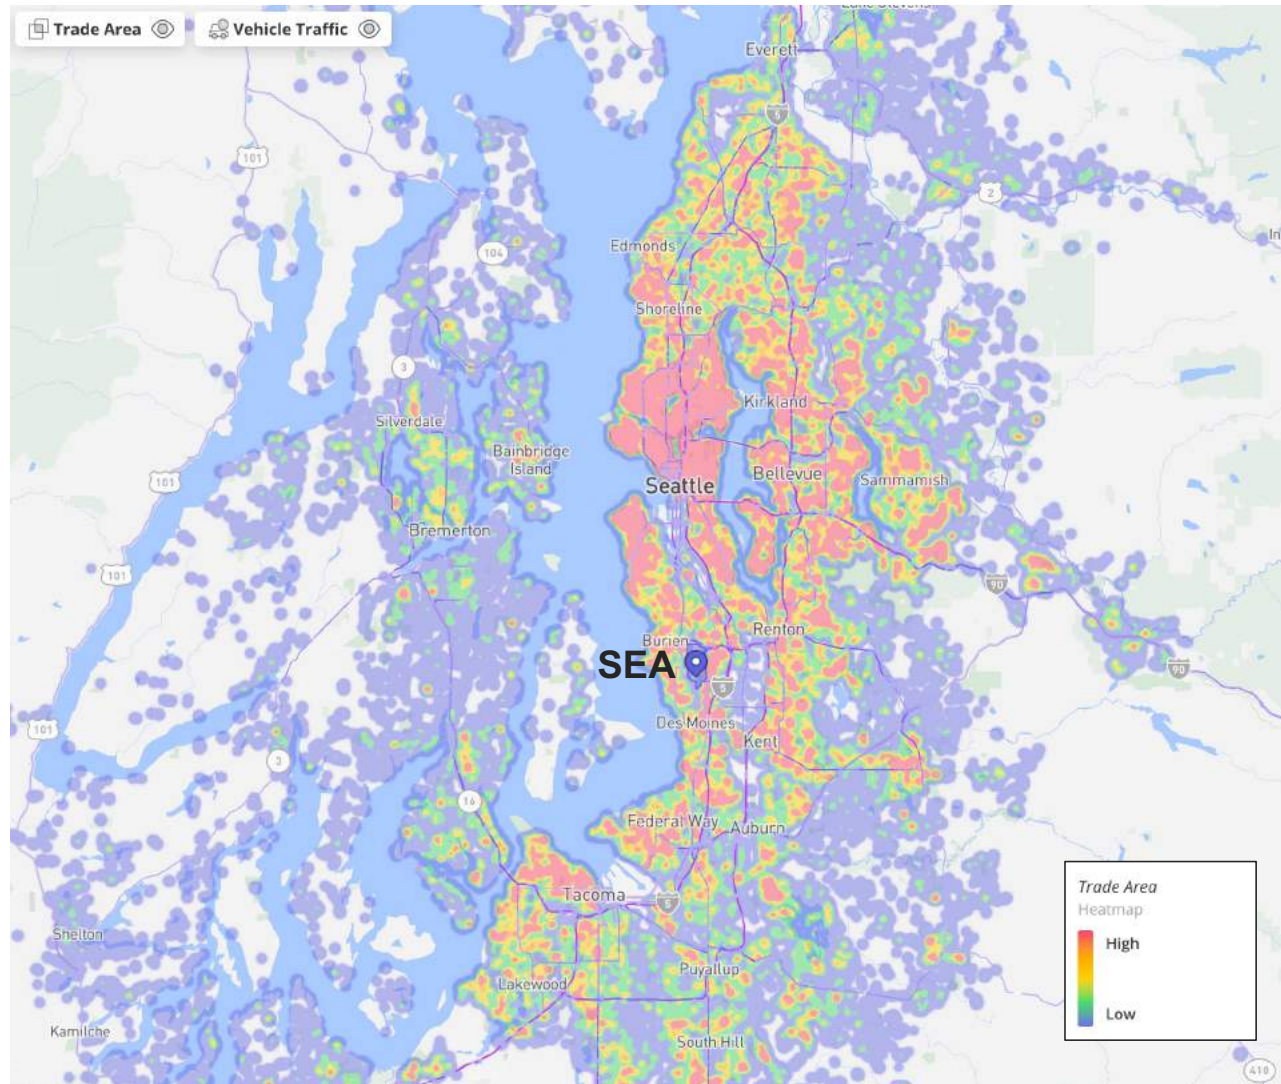 Trade Area
Vehicle Traffic
Everett
5
101
2
Edmonds
104
Shoreline
3
Kirkland
Silverdale
Bainbridge
Island
Bellevue
Sammamish
101
Seattle
Bremerton
101
90
Renton
Burien
SEA
90
5
Des Moines
101
Kent
3
16
Federal Way
Auburn
Tacoma
5
Trade Area
Heatmap
High
Low
Shelton
Puyallup
Lakewood
Kamilche
South Hill
410